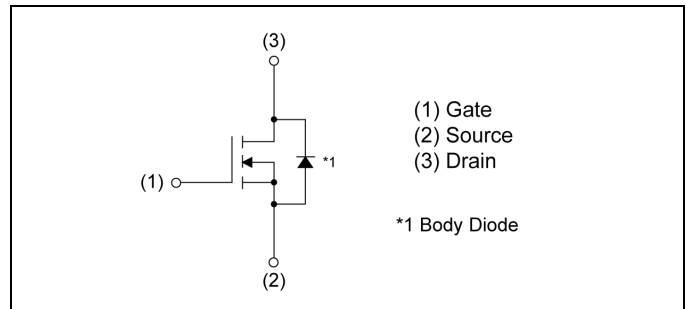 (3)
(1) Gate
(2) Source
(3) Drain
*1
(1)
*1 Body Diode
(2)